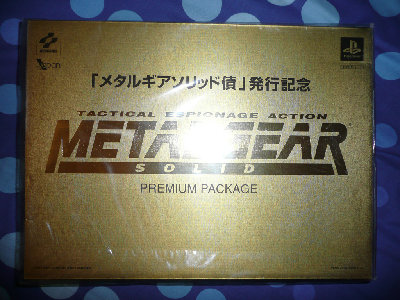 KONAMI
「メタルギアソリッド債」発行記念
TACTICAL ESPIONAGE ACTION
METAL GEAR
SOLID
PREMIUM PACKAGE